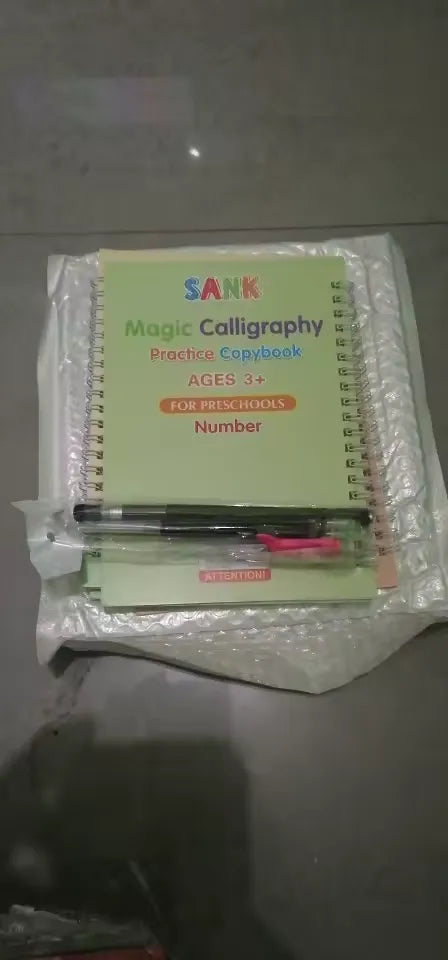 SANK
Magic Calligraphy
Practice Copybook
AGES 3+
FOR PRESCHOOLS
Number
ATTENTION!